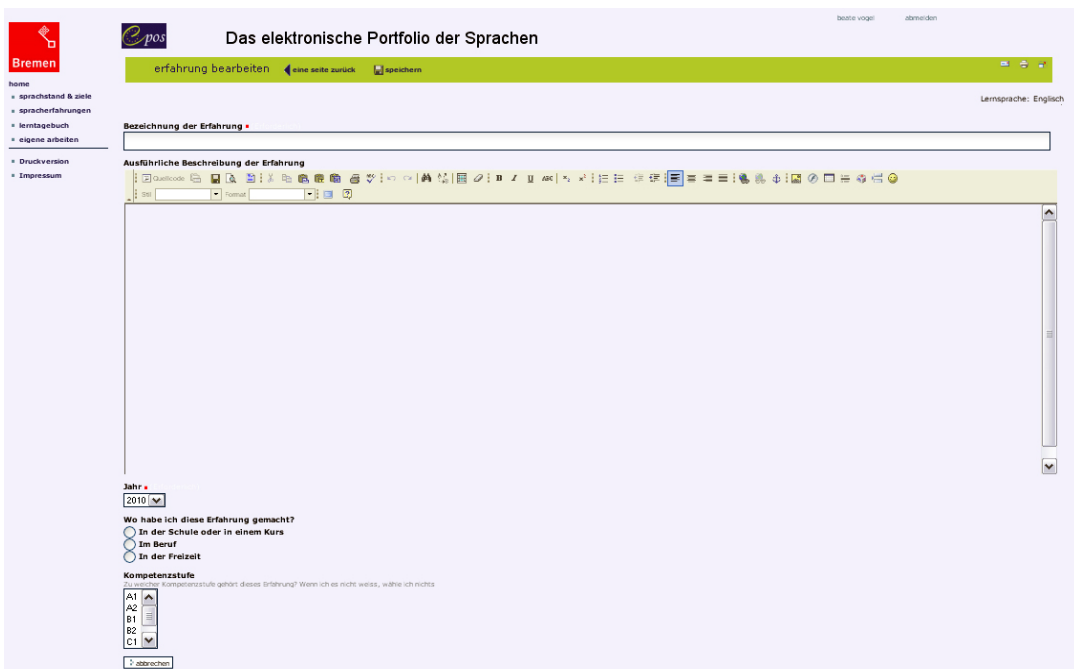 beate vogel abmelden
Bremen
epos Das elektronische Portfolio der Sprachen
erfahrung bearbeiten eine seite zurück speichern
home
sprachstand & ziele
spracherfahrungen
lerntagebuch
eigene arbeiten
Druckversion
Impressum
Lernsprache: Englisch
Bezeichnung der Erfahrung
Ausführliche Beschreibung der Erfahrung
Quellcode
Stil Format
Jahr
2010
Wo habe ich diese Erfahrung gemacht?
In der Schule oder in einem Kurs
Im Beruf
In der Freizeit
Kompetenzstufe
Zu welcher Kompetenzstufe gehört dieses Erfahrung? Wenn ich es nicht weiss, wähle ich nichts
A1
A2
B1
B2
C1
abbrechen